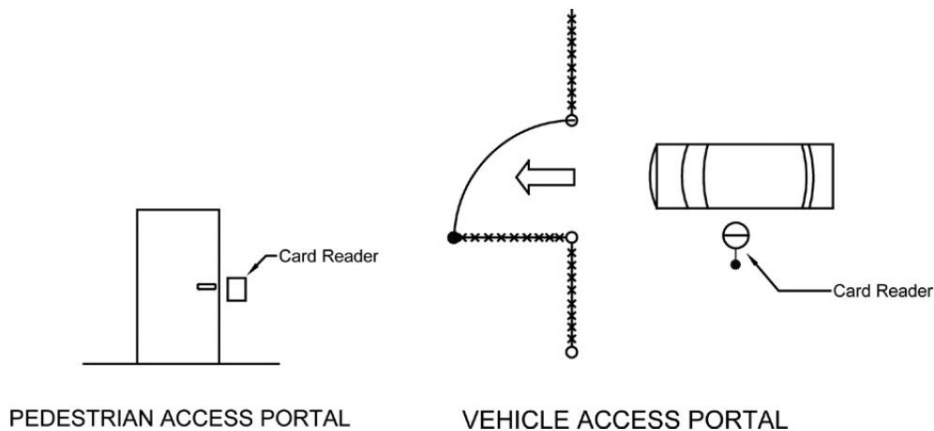 Card Reader
Card Reader
PEDESTRIAN ACCESS PORTAL
VEHICLE ACCESS PORTAL